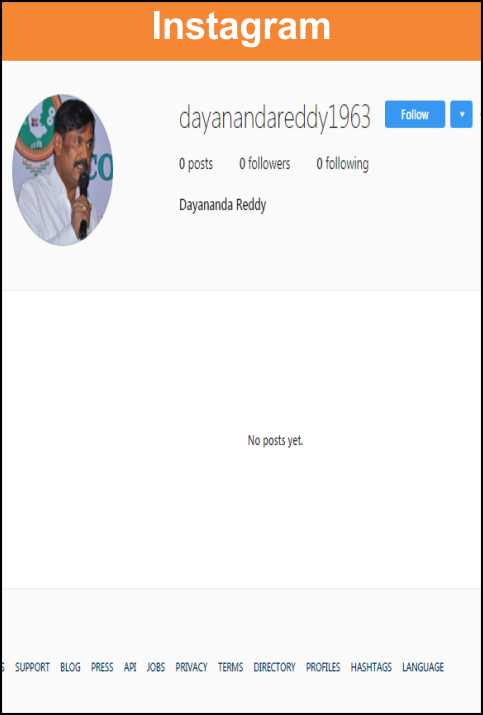 Instagram
dayanandareddy1963 Follow
0 posts 0 followers 0 following
Dayananda Reddy
No posts yet.
SUPPORT BLOG PRESS API JOBS PRIVACY TERMS DIRECTORY PROFILES HASHTAGS LANGUAGE